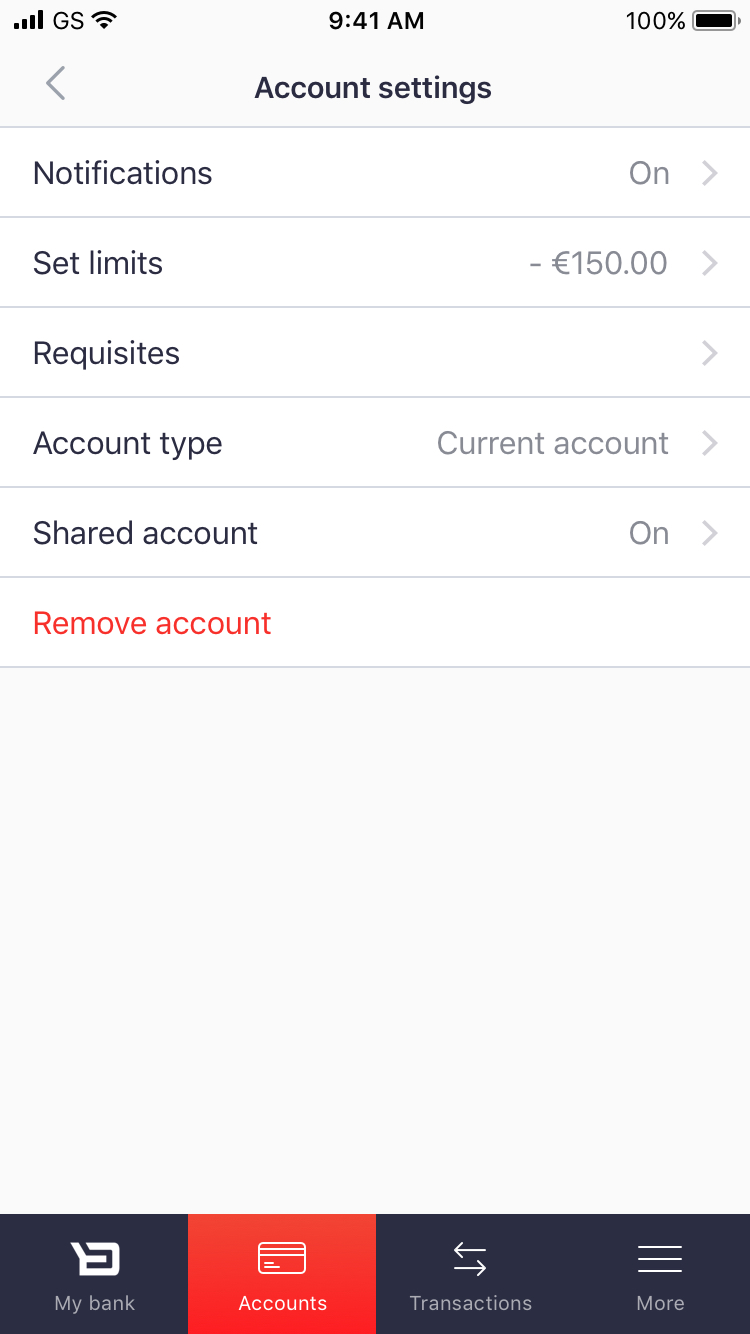 GS 9:41 AM 100%
Account settings
Notifications On
Set limits - €150.00
Requisites
Account type Current account
Shared account On
Remove account
My bank Accounts Transactions More